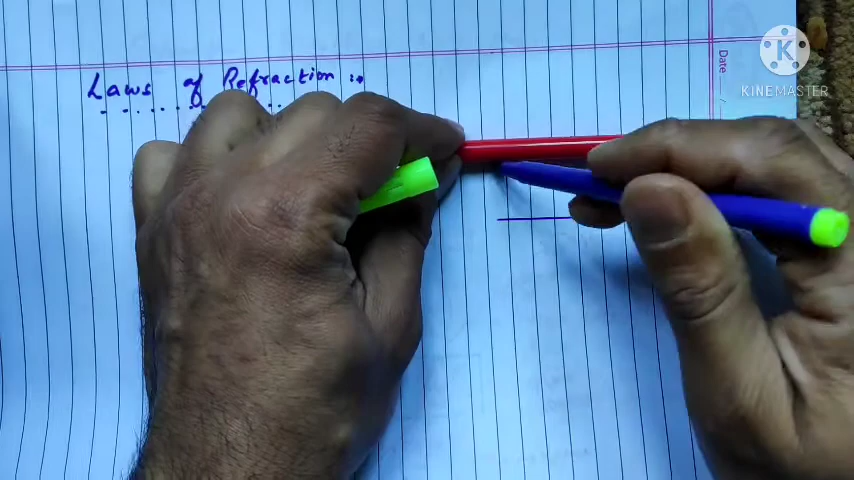 Laws of Refraction :-
Date
K
KINEMASTER